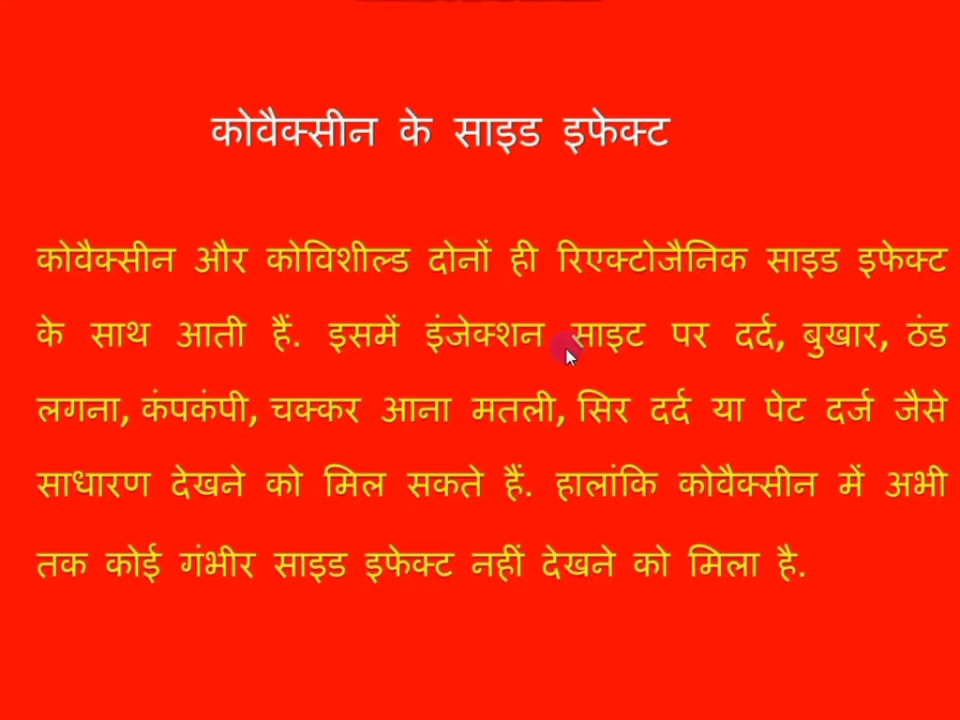 कोवैक्सीन के साइड इफेक्ट
कोवैक्सीन और कोविशील्ड दोनों ही रिएक्टोजैनिक साइड इफेक्ट
के साथ आती हैं. इसमें इंजेक्शन साइट पर दर्द, बुखार, ठंड
लगना, कंपकंपी, चक्कर आना मतली, सिर दर्द या पेट दर्ज जैसे
साधारण देखने को मिल सकते हैं. हालांकि कोवैक्सीन में अभी
तक कोई गंभीर साइड इफेक्ट नहीं देखने को मिला है.